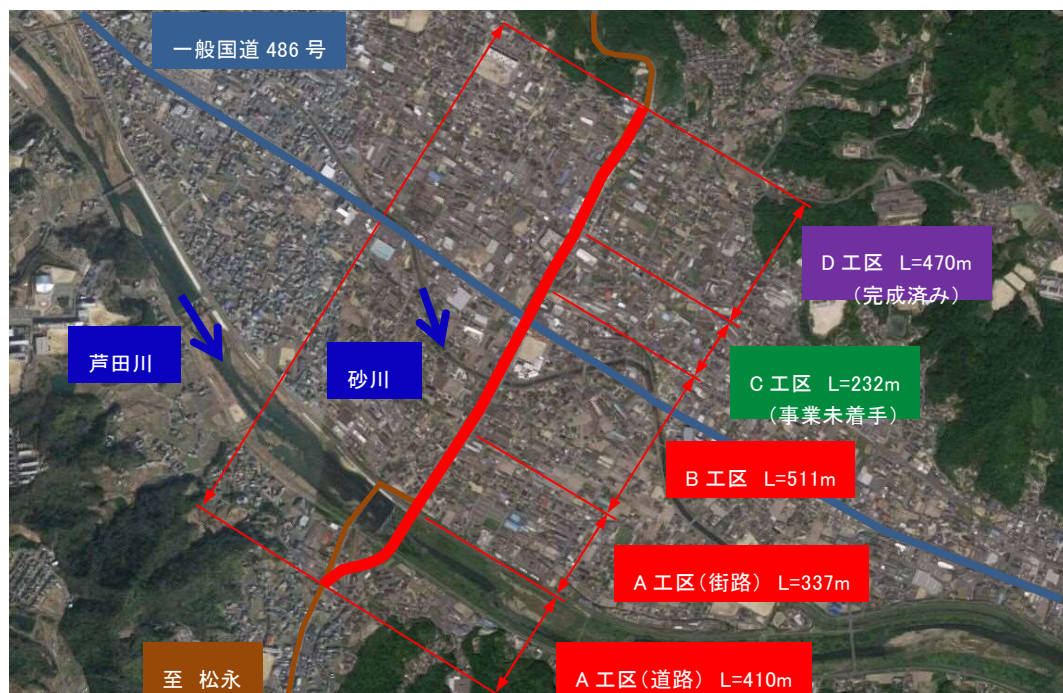 一般国道 486 号
D 工区 L=470m
（完成済み）
芦田川
砂川
C 工区 L=232m
（事業未着手）
B 工区 L=511m
A 工区（街路） L=337m
至 松永
A 工区（道路） L=410m